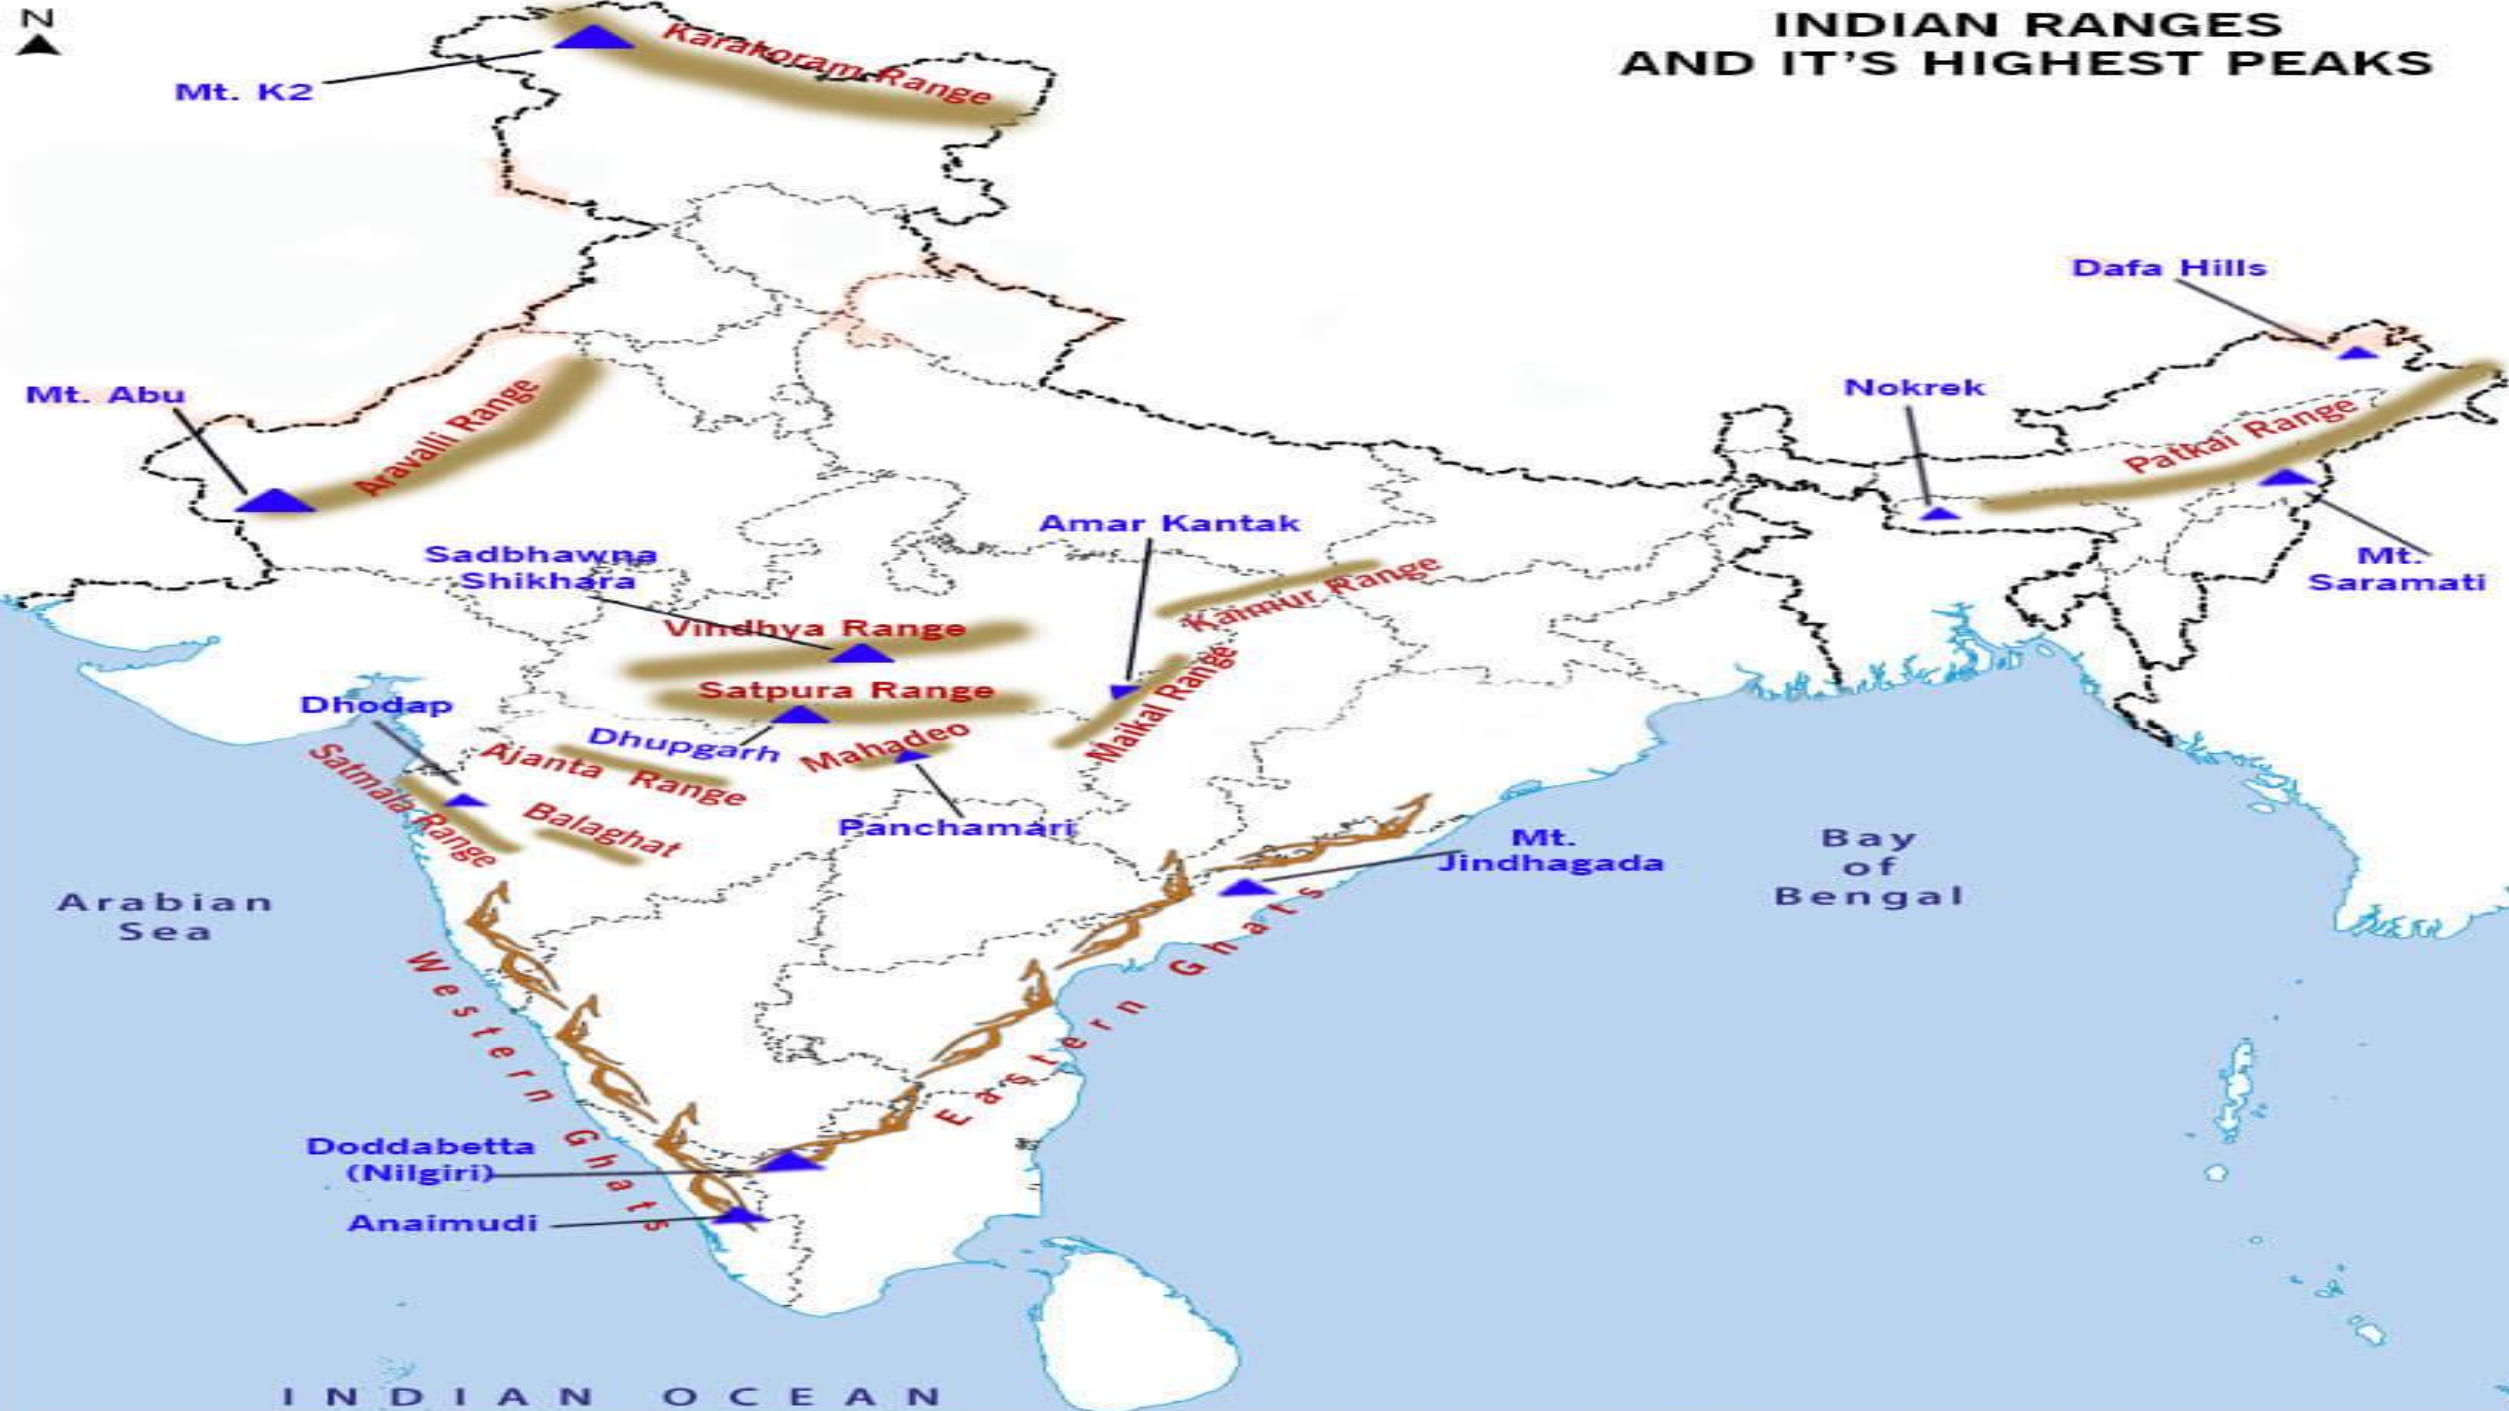 N
INDIAN RANGES
AND IT'S HIGHEST PEAKS
Karakoram Range
Mt. K2
Dafa Hills
Mt. Abu
Nokrek
Aravalli Range
Patkai Range
Amar Kantak
Sadbhawna
Shikhara
Mt.
Saramati
Kaimur Range
Vindhya Range
Satpura Range
Maikal Range
Dhodap
Dhupgarh
Mahadeo
Ajanta Range
Satmala Range
Balaghat
Panchamari
Mt.
Jindhagada
Bay
of
Bengal
Arabian
Sea
Western Ghats
Eastern Ghats
Doddabetta
(Nilgiri)
Anaimudi
INDIAN OCEAN